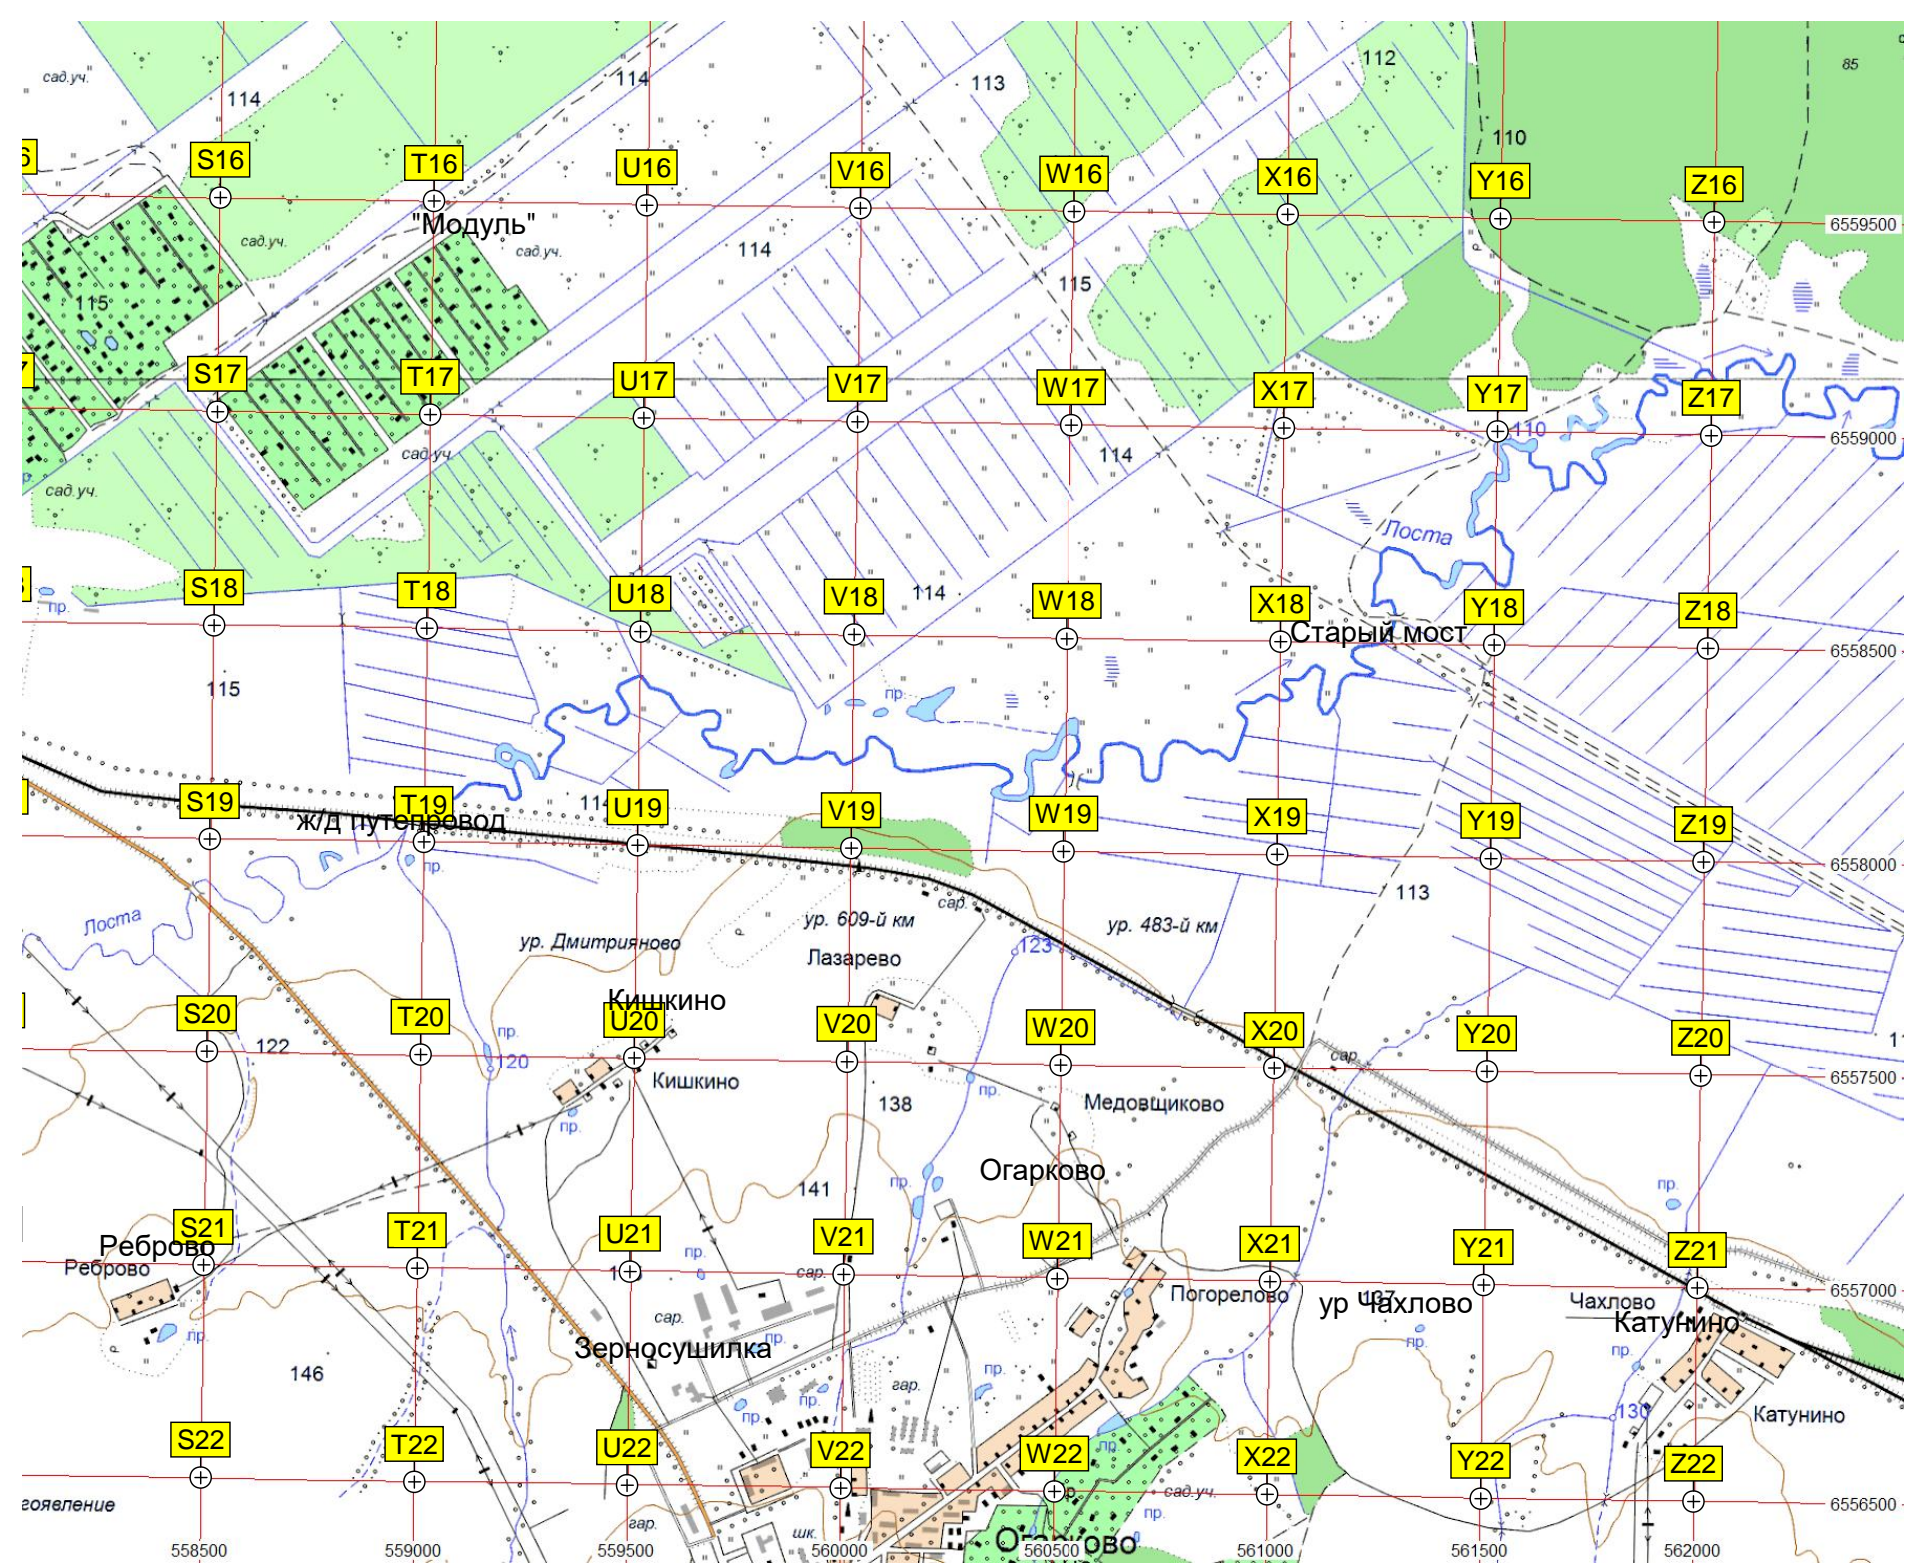 сад.уч.
114
114
113
112
85
110
S16
T16
U16
V16
W16
X16
Y16
Z16
"Модуль"
сад.уч.
сад.уч.
114
115
115
6559500
S17
T17
U17
V17
W17
X17
Y17
Z17
110
6559000
сад.уч.
114
сад.уч.
Лоста
S18
T18
U18
V18
114
W18
X18
Y18
Z18
пр.
Старый мост
6558500
115
пр.
S19
T19
U19
V19
W19
X19
Y19
Z19
ж/д путепровод
6558000
пр.
113
сар.
Лоста
ур. 609-й км
ур. 483-й км
ур. Дмитрияново
123
Лазарево
Кишкино
S20
T20
U20
V20
W20
X20
Y20
Z20
пр.
122
120
сар.
6557500
Кишкино
пр.
138
Медовщиково
пр.
Огарково
141
пр.
пр.
S21
T21
U21
V21
W21
X21
Y21
Z21
Реброво
Реброво
пр.
сар.
Погорелово
137
ур Чахлово
Чахлово
6557000
Катунино
пр.
сар.
пр.
пр.
пр.
Зерносушилка
146
пр.
гар.
пр.
пр.
130
Катунино
S22
T22
U22
V22
W22
X22
Y22
Z22
пр.
сад.уч.
6556500
гар.
шк.
пр.
Огарково
558500
559000
559500
560000
560500
561000
561500
562000